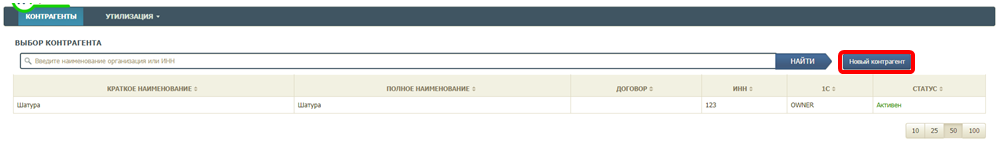 КОНТРАГЕНТЫ УТИЛИЗАЦИЯ
ВЫБОР КОНТРАГЕНТА
Введите наименование организация или ИНН НАЙТИ Новый контрагент
КРАТКОЕ НАИМЕНОВАНИЕ ПОЛНОЕ НАИМЕНОВАНИЕ ДОГОВОР ИНН 1С СТАТУС
Шатура Шатура 123 OWNER Активен
10 25 50 100